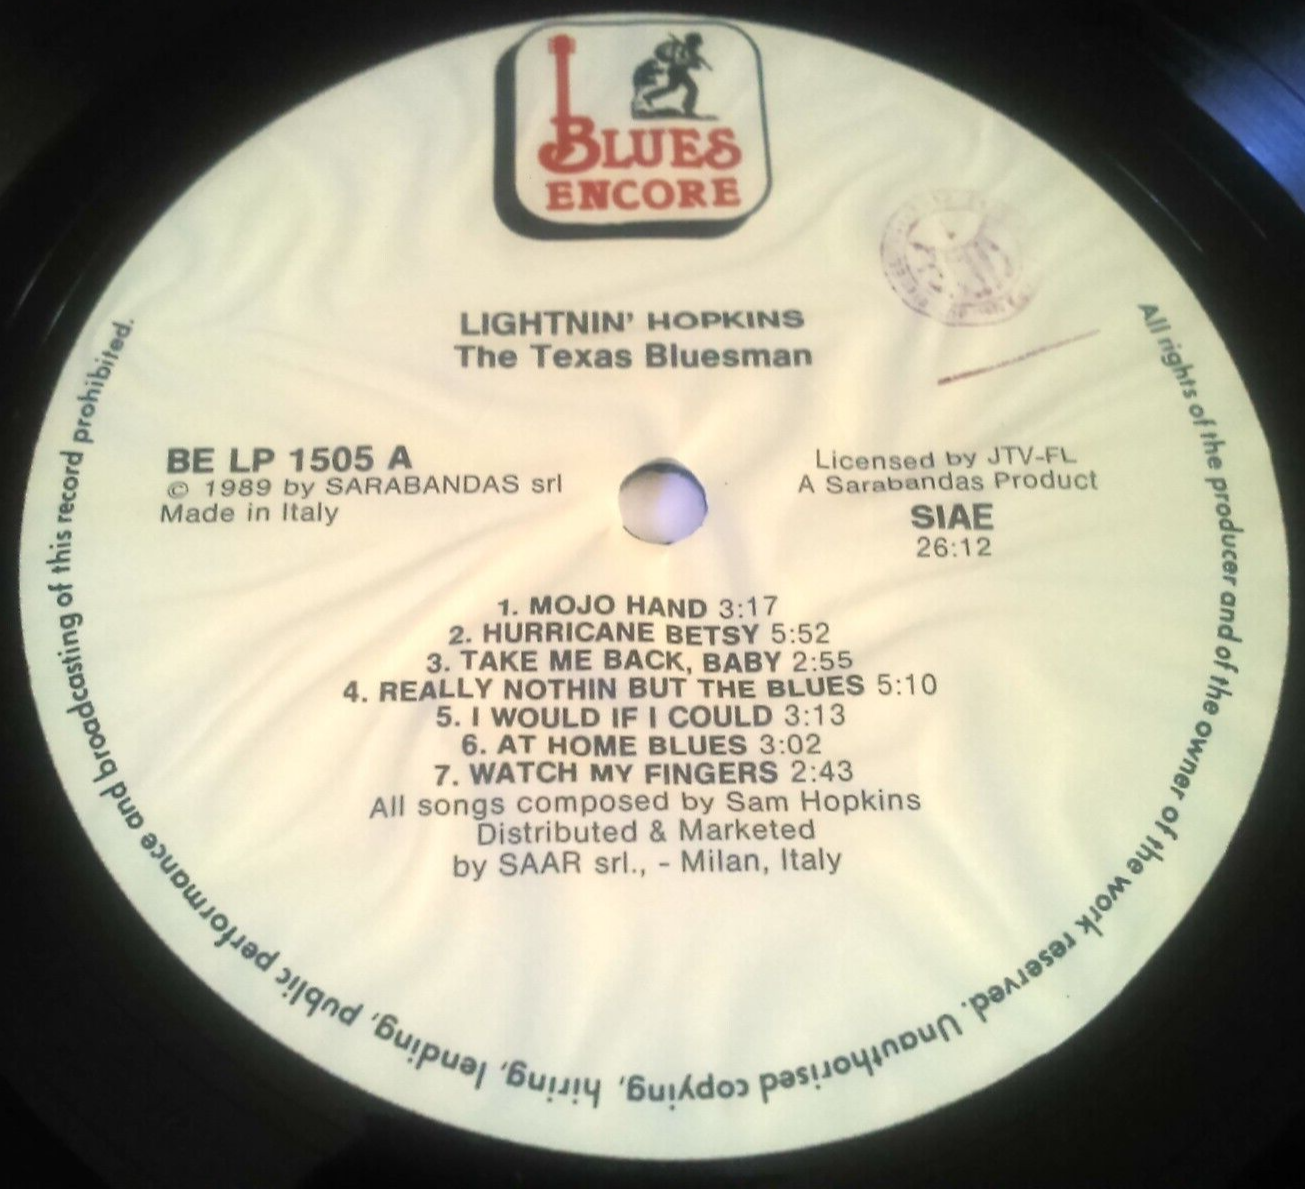 BLUES
ENCORE
LIGHTNIN' HOPKINS
The Texas Bluesman
BE LP 1505 A
© 1989 by SARABANDAS srl
Made in Italy
Licensed by JTV-FL
A Sarabandas Product
SIAE
26:12
1. MOJO HAND 3:17
2. HURRICANE BETSY 5:52
3. TAKE ME BACK, BABY 2:55
4. REALLY NOTHIN BUT THE BLUES 5:10
5. I WOULD IF I COULD 3:13
6. AT HOME BLUES 3:02
7. WATCH MY FINGERS 2:43
All songs composed by Sam Hopkins
Distributed & Marketed
by SAAR srl., - Milan, Italy
All rights of the producer and of the owner of the work reserved. Unauthorised copying, hiring, lending, public performance and broadcasting of this record prohibited.